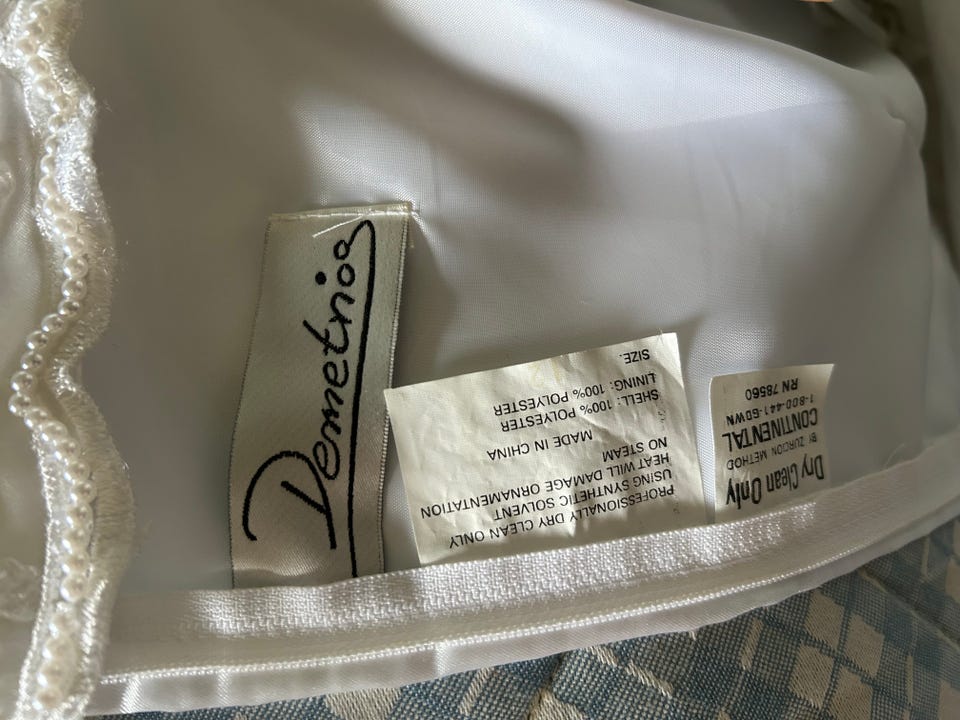 Demetrios
PROFESSIONALLY DRY CLEAN ONLY
USING SYNTHETIC SOLVENT
HEAT WILL DAMAGE ORNAMENTATION
NO STEAM
MADE IN CHINA
SHELL: 100% POLYESTER
LINING: 100% POLYESTER
SIZE:
Dry Clean Only
BY ZURCION METHOD
CONTINENTAL
1-800-441-GOWN
RN 78560